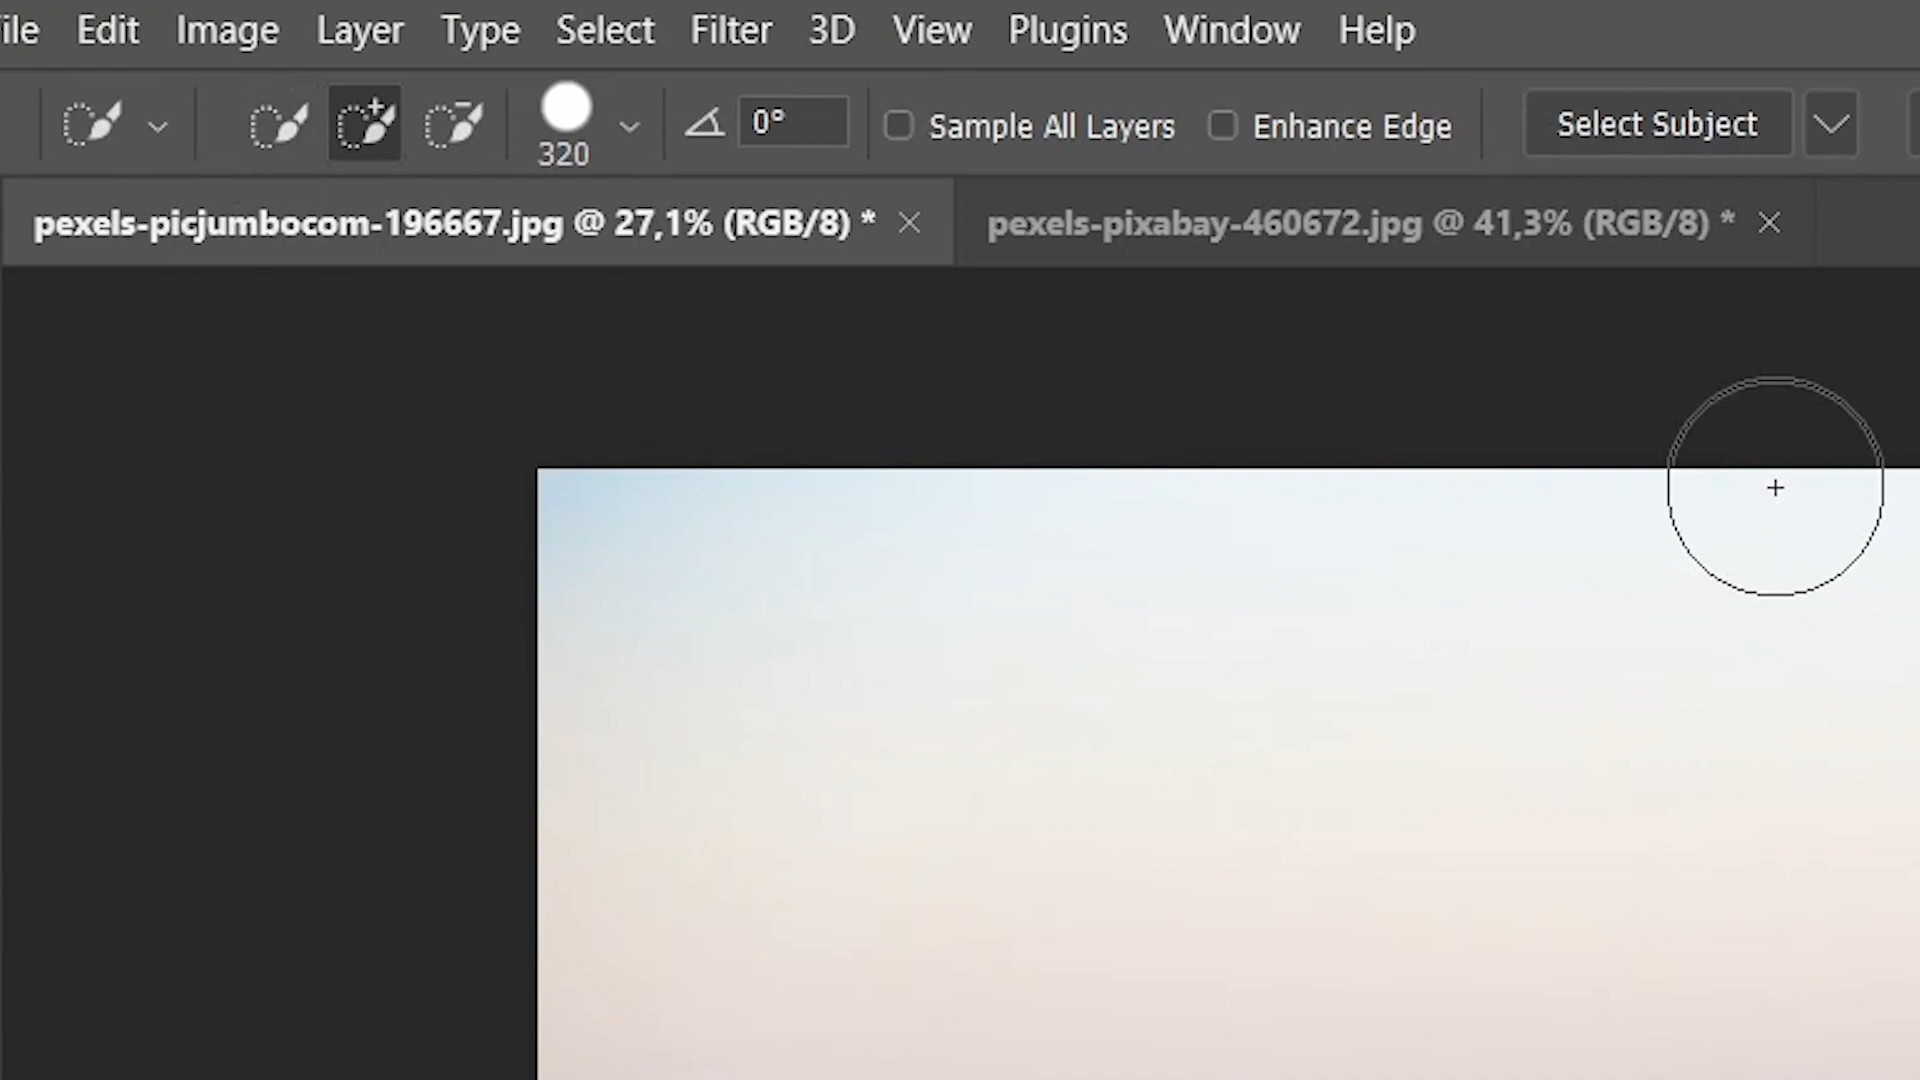 ile Edit Image Layer Type Select Filter 3D View Plugins Window Help
320 0° Sample All Layers Enhance Edge Select Subject
pexels-picjumbocom-196667.jpg @ 27,1% (RGB/8) * pexels-pixabay-460672.jpg @ 41,3% (RGB/8) *